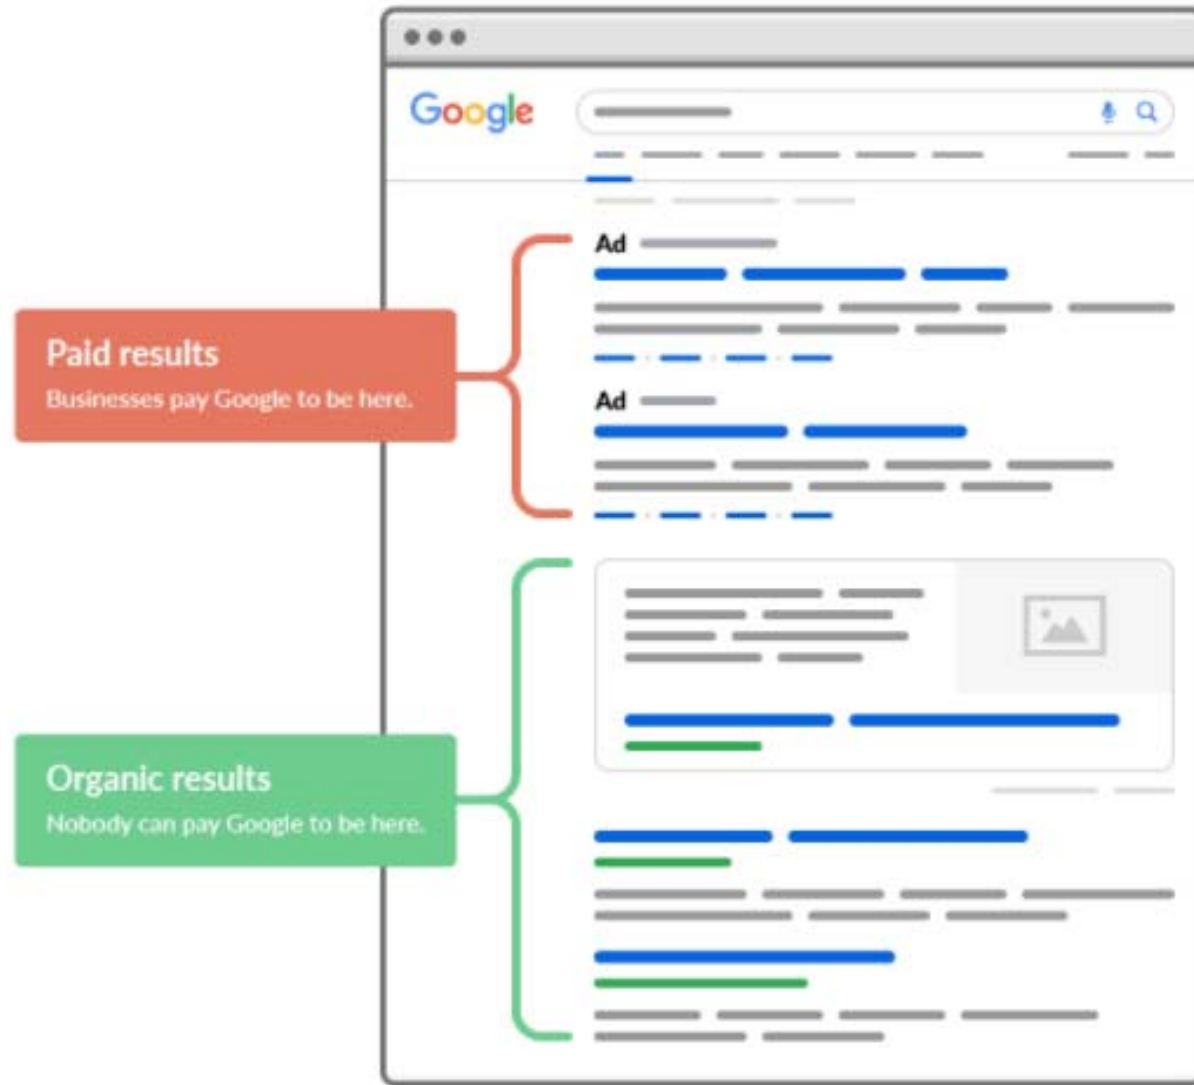 Google
Ad
Paid results
Businesses pay Google to be here.
Ad
Organic results
Nobody can pay Google to be here.